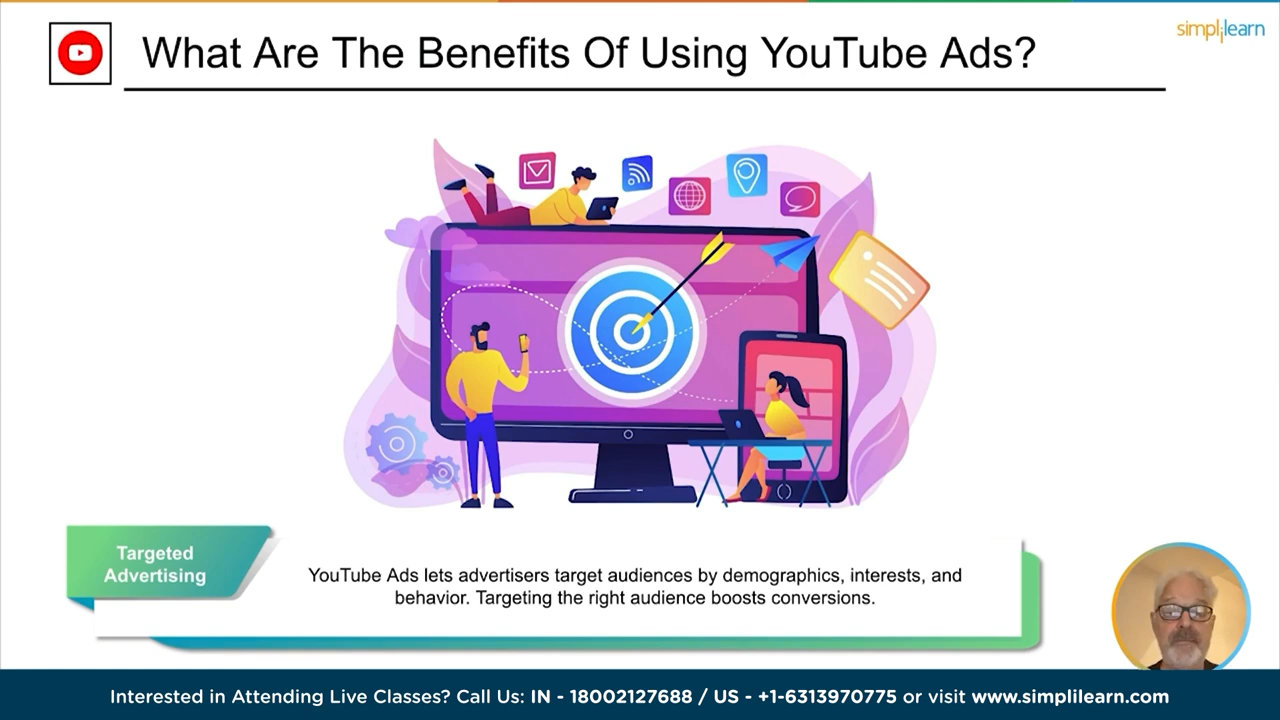 What Are The Benefits Of Using YouTube Ads?
simplilearn
Targeted
Advertising
YouTube Ads lets advertisers target audiences by demographics, interests, and
behavior. Targeting the right audience boosts conversions.
Interested in Attending Live Classes? Call Us: IN - 18002127688 / US - +1-6313970775 or visit www.simplilearn.com